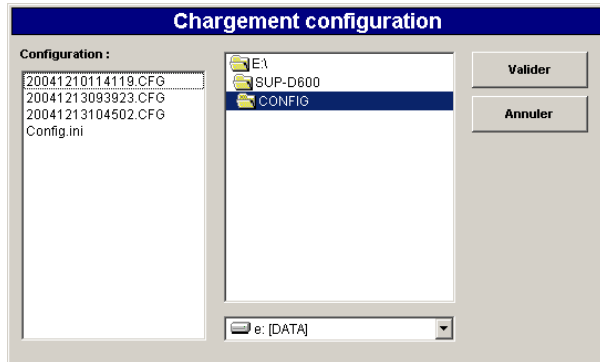 Chargement configuration
Configuration :
20041210114119.CFG
20041213093923.CFG
20041213104502.CFG
Config.ini
E:\
SUP-D600
CONFIG
e: [DATA]
Valider
Annuler